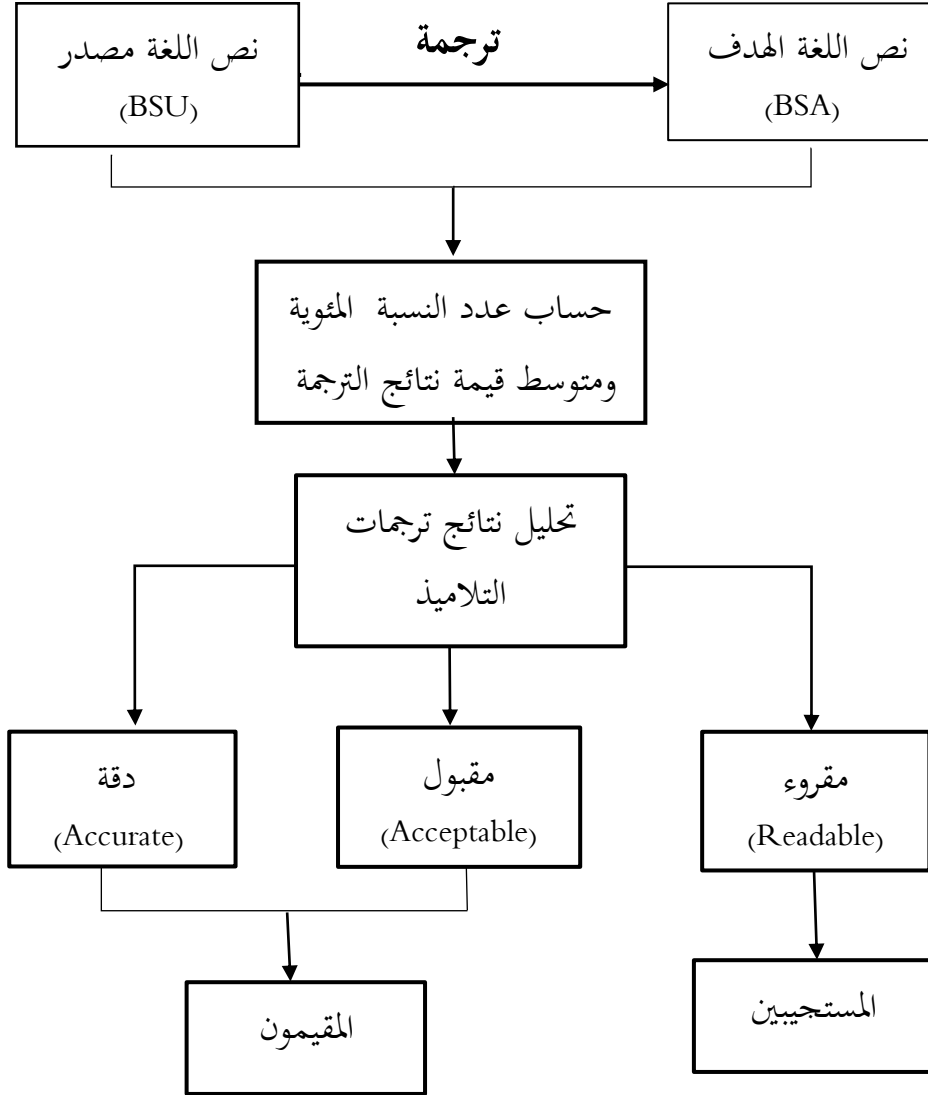 نص اللغة مصدر
(BSU)
ترجمة
نص اللغة الهدف
(BSA)
حساب عدد النسبة المئوية
ومتوسط قيمة نتائج الترجمة
تحليل نتائج ترجمات
التلاميذ
دقة
(Accurate)
مقبول
(Acceptable)
مقروء
(Readable)
المقيمون
المستجيبين